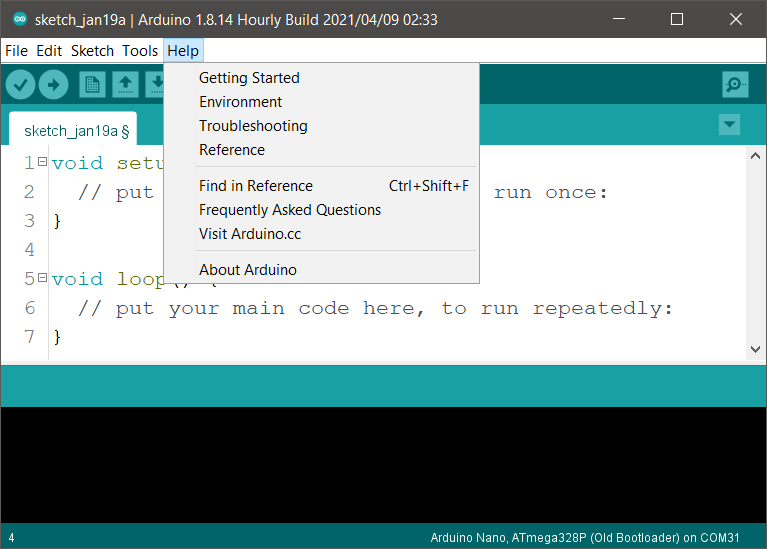 sketch_jan19a | Arduino 1.8.14 Hourly Build 2021/04/09 02:33
File Edit Sketch Tools Help
Getting Started
Environment
Troubleshooting
Reference
Find in Reference Ctrl+Shift+F
Frequently Asked Questions
Visit Arduino.cc
About Arduino
sketch_jan19a §
1 void setu
2 // put run once:
3 }
4
5 void loop() {
6 // put your main code here, to run repeatedly:
7 }
4 Arduino Nano, ATmega328P (Old Bootloader) on COM31